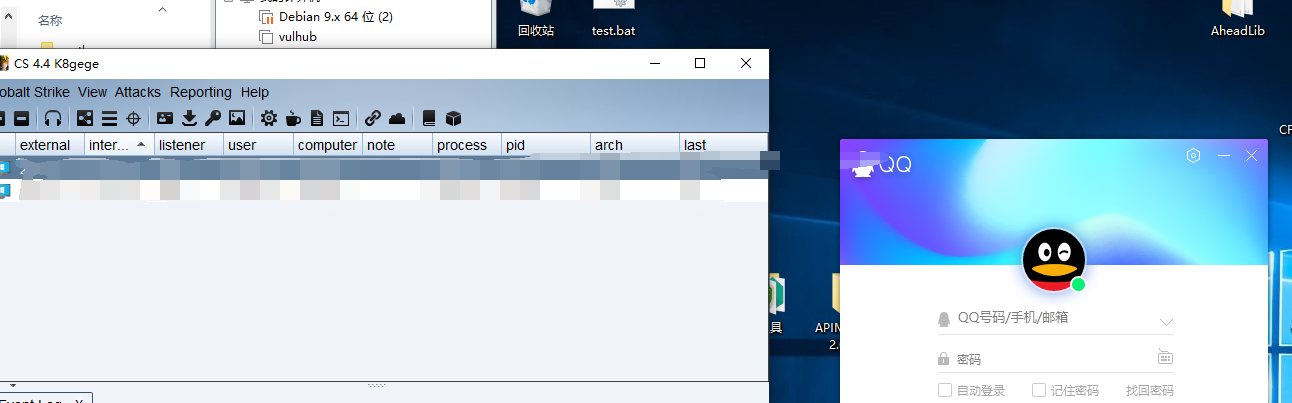 名称
Debian 9.x 64 位 (2)
vulhub
回收站
test.bat
AheadLib
CS 4.4 K8gege
obalt Strike View Attacks Reporting Help
external inter... listener user computer note process pid arch last
QQ
QQ号码/手机/邮箱
密码
自动登录 记住密码 找回密码
具
APIN
2.
CF
Event Log X